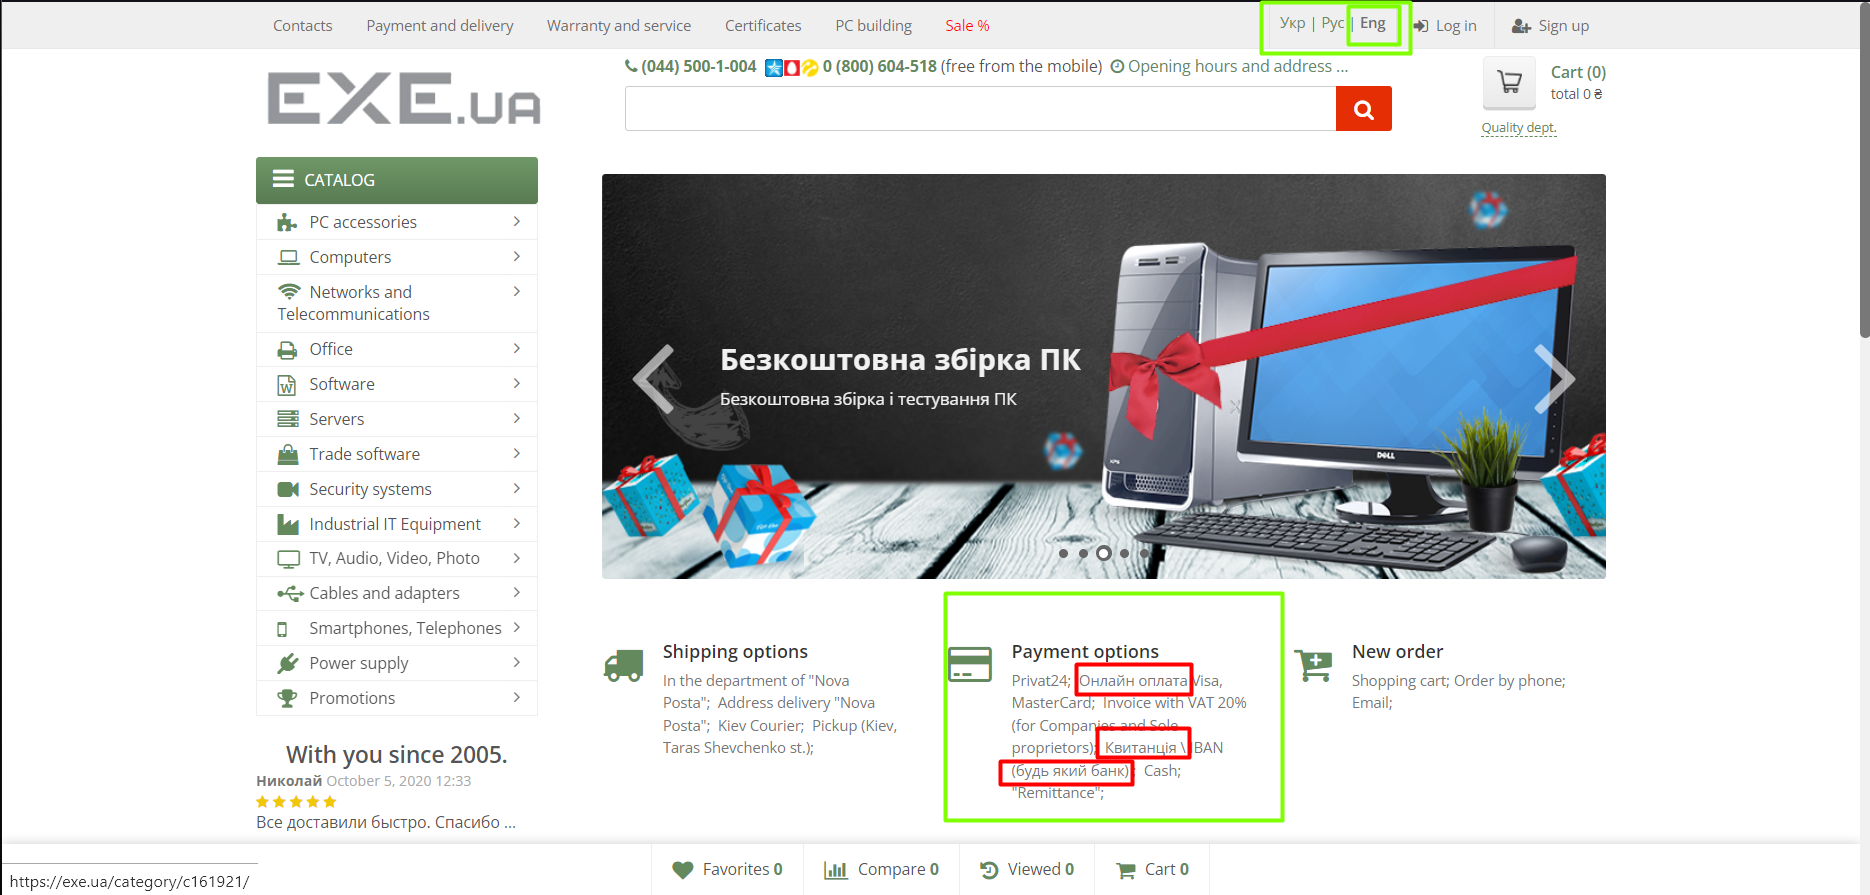 Contacts Payment and delivery Warranty and service Certificates PC building Sale % Укр | Рус | Eng Log in Sign up
(044) 500-1-004 0 (800) 604-518 (free from the mobile) Opening hours and address ...
EXE.UA
Cart (0)
total 0 ₴
Quality dept.
CATALOG
PC accessories
Computers
Networks and
Telecommunications
Office
Software
Servers
Trade software
Security systems
Industrial IT Equipment
TV, Audio, Video, Photo
Cables and adapters
Smartphones, Telephones
Power supply
Promotions
Безкоштовна збірка ПК
Безкоштовна збірка і тестування ПК
DELL
XPS
With you since 2005.
Николай October 5, 2020 12:33
Все доставили быстро. Спасибо ...
Shipping options
In the department of "Nova
Posta"; Address delivery "Nova
Posta"; Kiev Courier; Pickup (Kiev,
Taras Shevchenko st.);
Payment options
Privat24; Онлайн оплата Visa,
MasterCard; Invoice with VAT 20%
(for Companies and Sole
proprietors); Квитанція \ IBAN
(будь який банк); Cash;
"Remittance";
New order
Shopping cart; Order by phone;
Email;
Favorites 0 Compare 0 Viewed 0 Cart 0
https://exe.ua/category/c161921/